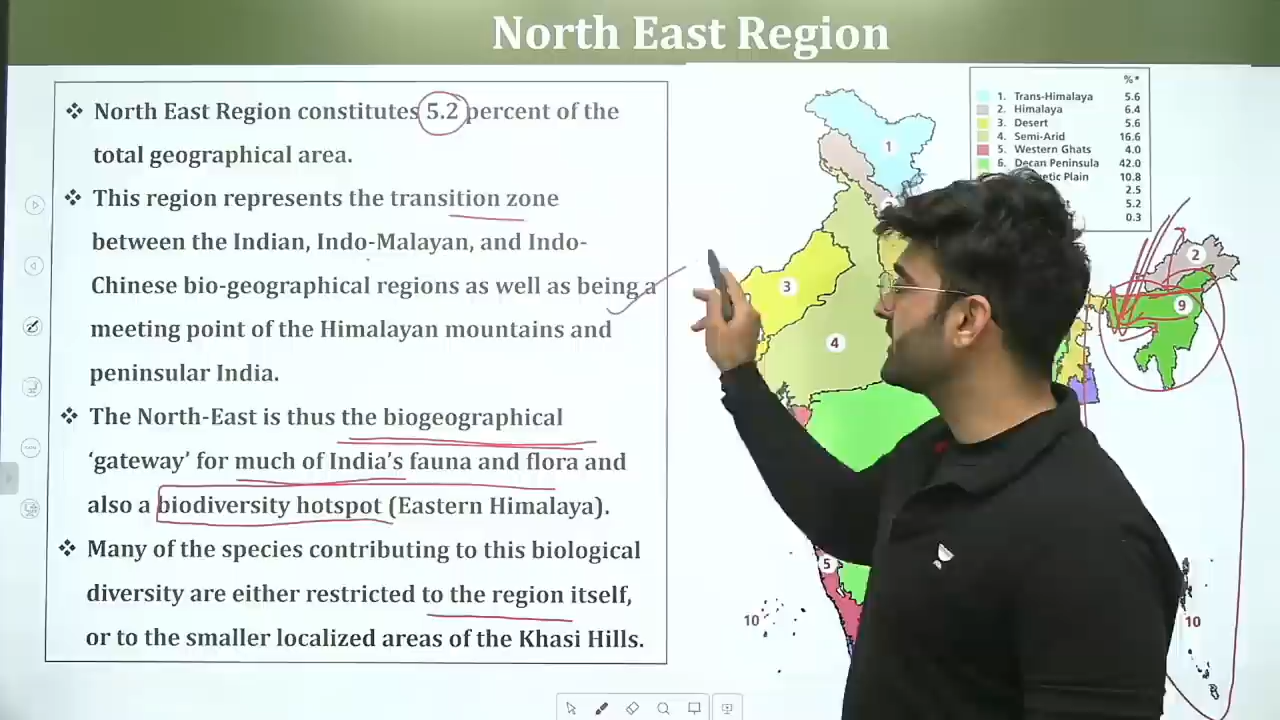 North East Region
❖ North East Region constitutes 5.2 percent of the
total geographical area.
❖ This region represents the transition zone
between the Indian, Indo-Malayan, and Indo-
Chinese bio-geographical regions as well as being a
meeting point of the Himalayan mountains and
peninsular India.
❖ The North-East is thus the biogeographical
‘gateway’ for much of India’s fauna and flora and
also a biodiversity hotspot (Eastern Himalaya).
❖ Many of the species contributing to this biological
diversity are either restricted to the region itself,
or to the smaller localized areas of the Khasi Hills.
%*
1. Trans-Himalaya 5.6
2. Himalaya 6.4
3. Desert 5.6
4. Semi-Arid 16.6
5. Western Ghats 4.0
6. Decan Peninsula 42.0
Plain 10.8
2.5
5.2
0.3
1
2
3
9
4
5
10
10